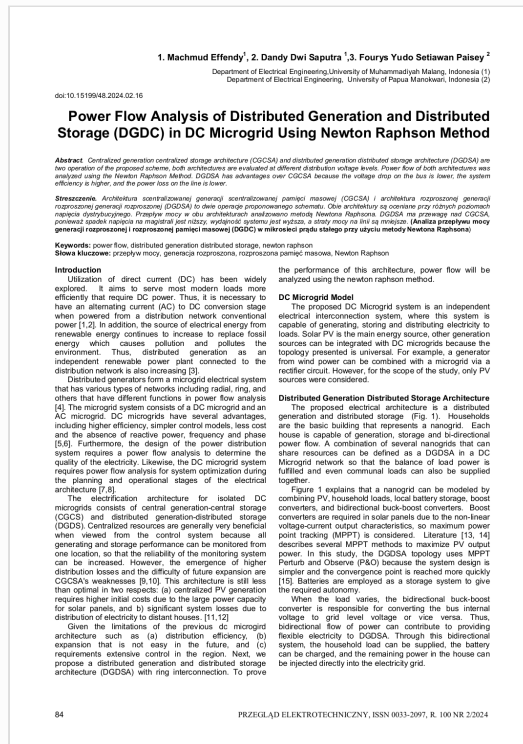 1. Machmud Effendy1, 2. Dandy Dwi Saputra 1,3. Fourys Yudo Setiawan Paisey 2
Department of Electrical Engineering,University of Muhammadiyah Malang, Indonesia (1)
Department of Electrical Engineering, University of Papua Manokwari, Indonesia (2)
doi:10.15199/48.2024.02.16
Power Flow Analysis of Distributed Generation and Distributed
Storage (DGDC) in DC Microgrid Using Newton Raphson Method
Abstract. Centralized generation centralized storage architecture (CGCSA) and distributed generation distributed storage architecture (DGDSA) are
two operation of the proposed scheme, both architectures are evaluated at different distribution voltage levels. Power flow of both architectures was
analyzed using the Newton Raphson Method. DGDSA has advantages over CGCSA because the voltage drop on the bus is lower, the system
efficiency is higher, and the power loss on the line is lower.
Streszczenie. Architektura scentralizowanej generacji scentralizowanej pamięci masowej (CGCSA) i architektura rozproszonej generacji
rozproszonej generacji rozproszonej (DGDSA) to dwie operacje proponowanego schematu. Obie architektury są oceniane przy różnych poziomach
napięcia dystrybucyjnego. Przepływ mocy w obu architekturach analizowano metodą Newtona Raphsona. DGDSA ma przewagę nad CGCSA,
ponieważ spadek napięcia na magistrali jest niższy, wydajność systemu jest wyższa, a straty mocy na linii są mniejsze. (Analiza przepływu mocy
generacji rozproszonej i rozproszonej pamięci masowej (DGDC) w mikrosieci prądu stałego przy użyciu metody Newtona Raphsona)
Keywords: power flow, distributed generation distributed storage, newton raphson
Słowa kluczowe: przepływ mocy, generacja rozproszona, rozproszona pamięć masowa, Newton Raphson
Introduction
Utilization of direct current (DC) has been widely
explored. It aims to serve most modern loads more
efficiently that require DC power. Thus, it is necessary to
have an alternating current (AC) to DC conversion stage
when powered from a distribution network conventional
power [1,2]. In addition, the source of electrical energy from
renewable energy continues to increase to replace fossil
energy which causes pollution and pollutes the
environment. Thus, distributed generation as an
independent renewable power plant connected to the
distribution network is also increasing [3].
Distributed generators form a microgrid electrical system
that has various types of networks including radial, ring, and
others that have different functions in power flow analysis
[4]. The microgrid system consists of a DC microgrid and an
AC microgrid. DC microgrids have several advantages,
including higher efficiency, simpler control models, less cost
and the absence of reactive power, frequency and phase
[5,6]. Furthermore, the design of the power distribution
system requires a power flow analysis to determine the
quality of the electricity. Likewise, the DC microgrid system
requires power flow analysis for system optimization during
the planning and operational stages of the electrical
architecture [7,8].
The electrification architecture for isolated DC
microgrids consists of central generation-central storage
(CGCS) and distributed generation-distributed storage
(DGDS). Centralized resources are generally very beneficial
when viewed from the control system because all
generating and storage performance can be monitored from
one location, so that the reliability of the monitoring system
can be increased. However, the emergence of higher
distribution losses and the difficulty of future expansion are
CGCSA's weaknesses [9,10]. This architecture is still less
than optimal in two respects: (a) centralized PV generation
requires higher initial costs due to the large power capacity
for solar panels, and b) significant system losses due to
distribution of electricity to distant houses. [11,12]
Given the limitations of the previous dc microgird
architecture such as (a) distribution efficiency, (b)
expansion that is not easy in the future, and (c)
requirements extensive control in the region. Next, we
propose a distributed generation and distributed storage
architecture (DGDSA) with ring interconnection. To prove
the performance of this architecture, power flow will be
analyzed using the newton raphson method.
DC Microgrid Model
The proposed DC Microgrid system is an independent
electrical interconnection system, where this system is
capable of generating, storing and distributing electricity to
loads. Solar PV is the main energy source, other generation
sources can be integrated with DC microgrids because the
topology presented is universal. For example, a generator
from wind power can be combined with a microgrid via a
rectifier circuit. However, for the scope of the study, only PV
sources were considered.
Distributed Generation Distributed Storage Architecture
The proposed electrical architecture is a distributed
generation and distributed storage (Fig. 1). Households
are the basic building that represents a nanogrid. Each
house is capable of generation, storage and bi-directional
power flow. A combination of several nanogrids that can
share resources can be defined as a DGDSA in a DC
Microgrid network so that the balance of load power is
fulfilled and even communal loads can also be supplied
together.
Figure 1 explains that a nanogrid can be modeled by
combining PV, household loads, local battery storage, boost
converters, and bidirectional buck-boost converters. Boost
converters are required in solar panels due to the non-linear
voltage-current output characteristics, so maximum power
point tracking (MPPT) is considered. Literature [13, 14]
describes several MPPT methods to maximize PV output
power. In this study, the DGDSA topology uses MPPT
Perturb and Observe (P&O) because the system design is
simpler and the convergence point is reached more quickly
[15]. Batteries are employed as a storage system to give
the required autonomy.
When the load varies, the bidirectional buck-boost
converter is responsible for converting the bus internal
voltage to grid level voltage or vice versa. Thus,
bidirectional flow of power can contribute to providing
flexible electricity to DGDSA. Through this bidirectional
system, the household load can be supplied, the battery
can be charged, and the remaining power in the house can
be injected directly into the electricity grid.
84
PRZEGLĄD ELEKTROTECHNICZNY, ISSN 0033-2097, R. 100 NR 2/2024